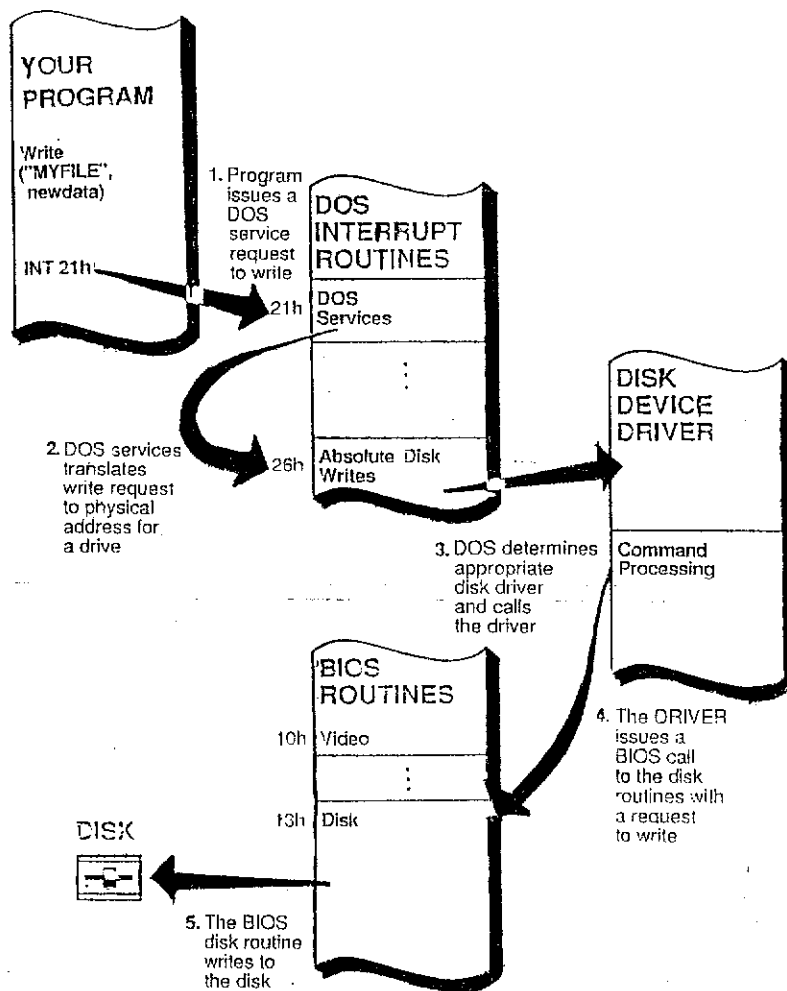 YOUR
PROGRAM
Write
("MYFILE",
newdata)
INT 21h
1. Program
issues a
DOS
service
request
to write
DOS
INTERRUPT
ROUTINES
21h
DOS
Services
2. DOS services
translates
write request
to physical
address for
a drive
26h
Absolute Disk
Writes
DISK
DEVICE
DRIVER
3. DOS determines
appropriate
disk driver
and calls
the driver
Command
Processing
BIOS
ROUTINES
10h
Video
13h
Disk
4. The DRIVER
issues a
BIOS call
to the disk
routines with
a request
to write
DISK
5. The BIOS
disk routine
writes to
the disk